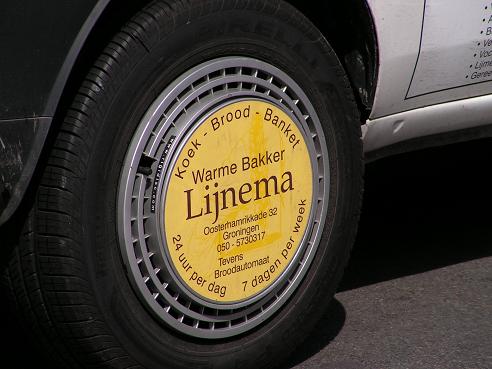 Koek - Brood - Banket
Warme Bakker
Lijnema
Oosterhamrikkade 32
Groningen
050 - 5730317
Tevens
Broodautomaat
24 uur per dag 7 dagen per week